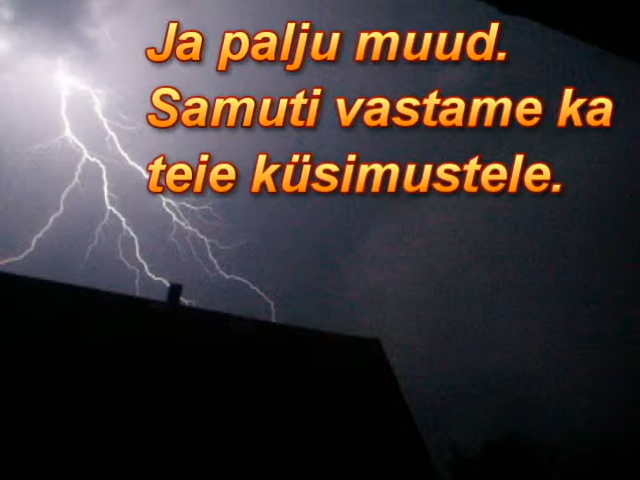 Ja palju muud.
Samuti vastame ka
teie küsimustele.